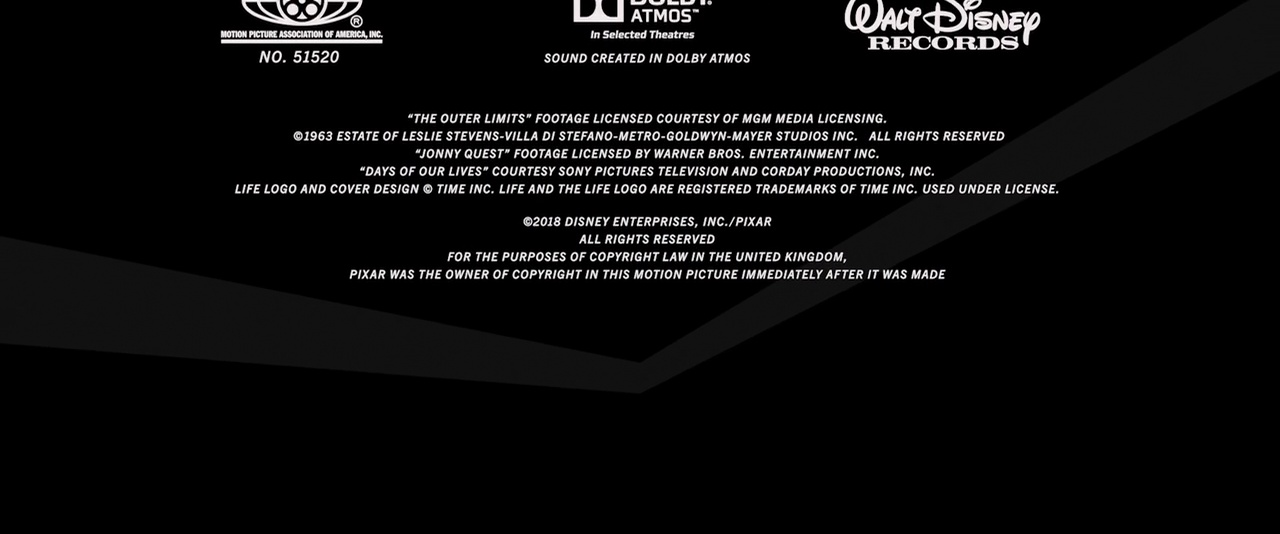 MOTION PICTURE ASSOCIATION OF AMERICA, INC.
®
NO. 51520
DOLBY.
ATMOS™
In Selected Theatres
SOUND CREATED IN DOLBY ATMOS
WALT DISNEY
RECORDS
“THE OUTER LIMITS” FOOTAGE LICENSED COURTESY OF MGM MEDIA LICENSING.
©1963 ESTATE OF LESLIE STEVENS-VILLA DI STEFANO-METRO-GOLDWYN-MAYER STUDIOS INC. ALL RIGHTS RESERVED
“JONNY QUEST” FOOTAGE LICENSED BY WARNER BROS. ENTERTAINMENT INC.
“DAYS OF OUR LIVES” COURTESY SONY PICTURES TELEVISION AND CORDAY PRODUCTIONS, INC.
LIFE LOGO AND COVER DESIGN © TIME INC. LIFE AND THE LIFE LOGO ARE REGISTERED TRADEMARKS OF TIME INC. USED UNDER LICENSE.
©2018 DISNEY ENTERPRISES, INC./PIXAR
ALL RIGHTS RESERVED
FOR THE PURPOSES OF COPYRIGHT LAW IN THE UNITED KINGDOM,
PIXAR WAS THE OWNER OF COPYRIGHT IN THIS MOTION PICTURE IMMEDIATELY AFTER IT WAS MADE